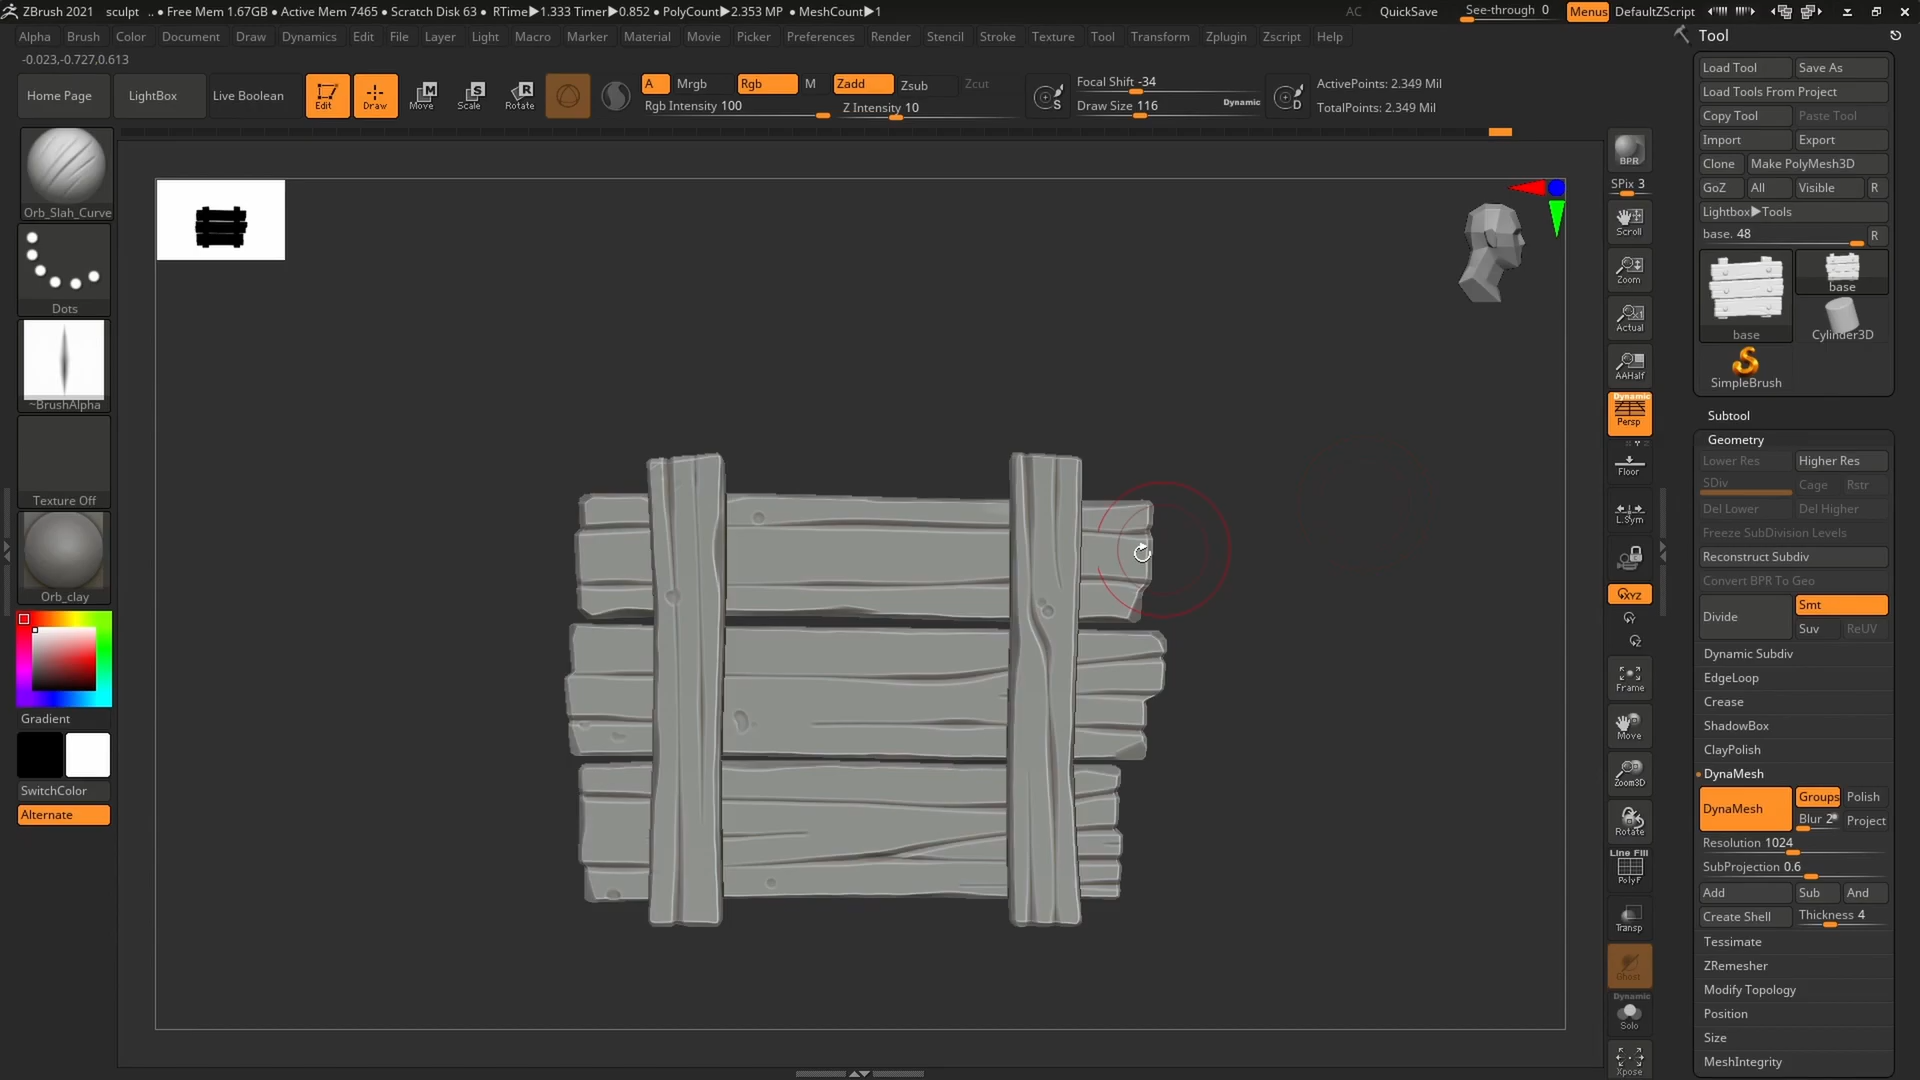 ZBrush 2021 sculpt .. • Free Mem 1.67GB • Active Mem 7465 • Scratch Disk 63 • RTime▶1.333 Timer▶0.852 • PolyCount▶2.353 MP • MeshCount▶1 AC QuickSave See-through 0 Menus DefaultZScript
Alpha Brush Color Document Draw Dynamics Edit File Layer Light Macro Marker Material Movie Picker Preferences Render Stencil Stroke Texture Tool Transform Zplugin Zscript Help
-0.023,-0.727,0.613
Home Page LightBox Live Boolean Edit Draw Move Scale Rotate
M S R
A Mrgb Rgb M Zadd Zsub Zcut
Rgb Intensity 100 Z Intensity 10
S Focal Shift -34
Draw Size 116 Dynamic D
ActivePoints: 2.349 Mil
TotalPoints: 2.349 Mil
Orb_Slah_Curve
Dots
~BrushAlpha
Texture Off
Orb_clay
Gradient
SwitchColor
Alternate
BPR
SPix 3
Scroll
Zoom
Actual
AAHalf
Dynamic
Persp
Floor
L.Sym
XYZ
Y
Z
Frame
Move
Zoom3D
Rotate
Line Fill
PolyF
Transp
Ghost
Dynamic
Solo
Xpose
Tool
Load Tool Save As
Load Tools From Project
Copy Tool Paste Tool
Import Export
Clone Make PolyMesh3D
GoZ All Visible R
Lightbox▶Tools
base. 48 R
base base
Cylinder3D
SimpleBrush
Subtool
Geometry
Lower Res Higher Res
SDiv Cage Rstr
Del Lower Del Higher
Freeze SubDivision Levels
Reconstruct Subdiv
Convert BPR To Geo
Divide Smt
Suv ReUV
Dynamic Subdiv
EdgeLoop
Crease
ShadowBox
ClayPolish
DynaMesh
DynaMesh Groups Polish
Blur 2 Project
Resolution 1024
SubProjection 0.6
Add Sub And
Create Shell Thickness 4
Tessimate
ZRemesher
Modify Topology
Position
Size
MeshIntegrity